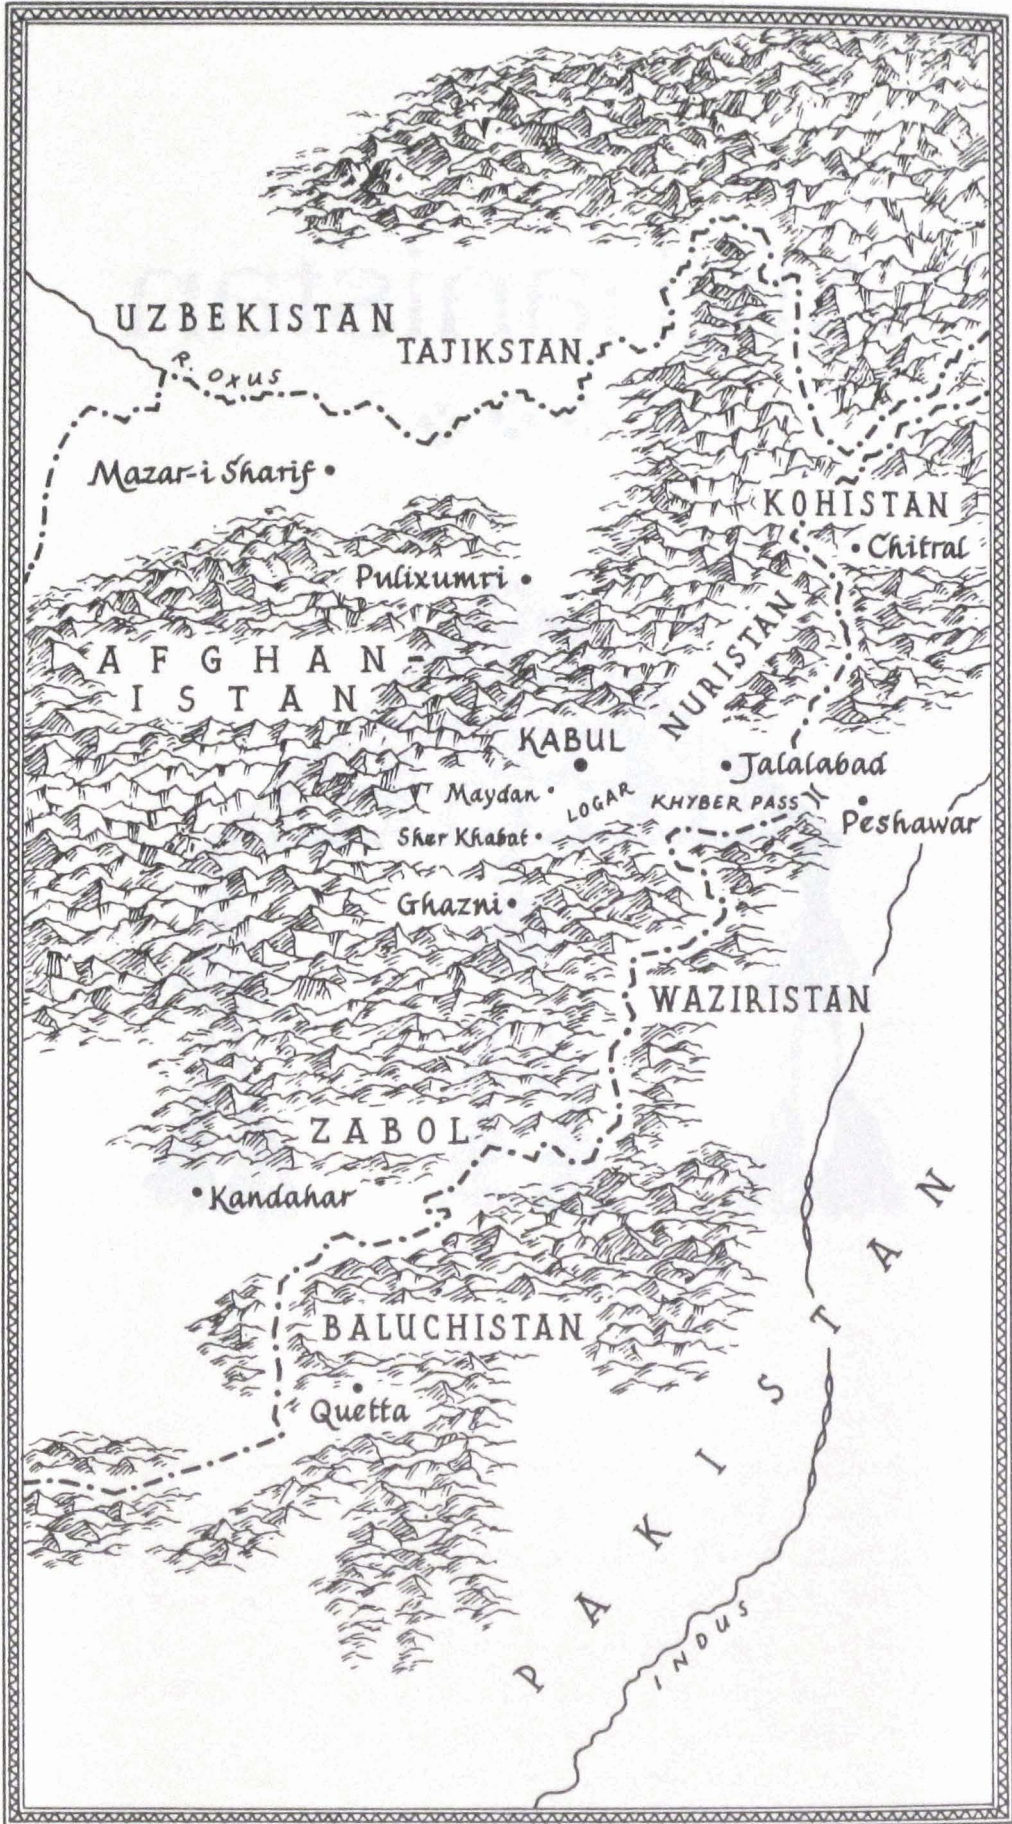 UZBEKISTAN
TAJIKSTAN
R. OXUS
Mazar-i Sharif
KOHISTAN
Chitral
Pulixumri
NURISTAN
AFGHAN-
ISTAN
KABUL
Jalalabad
Maydan
LOGAR
KHYBER PASS
Peshawar
Sher Khabat
Ghazni
WAZIRISTAN
ZABOL
Kandahar
BALUCHISTAN
Quetta
PAKISTAN
INDUS